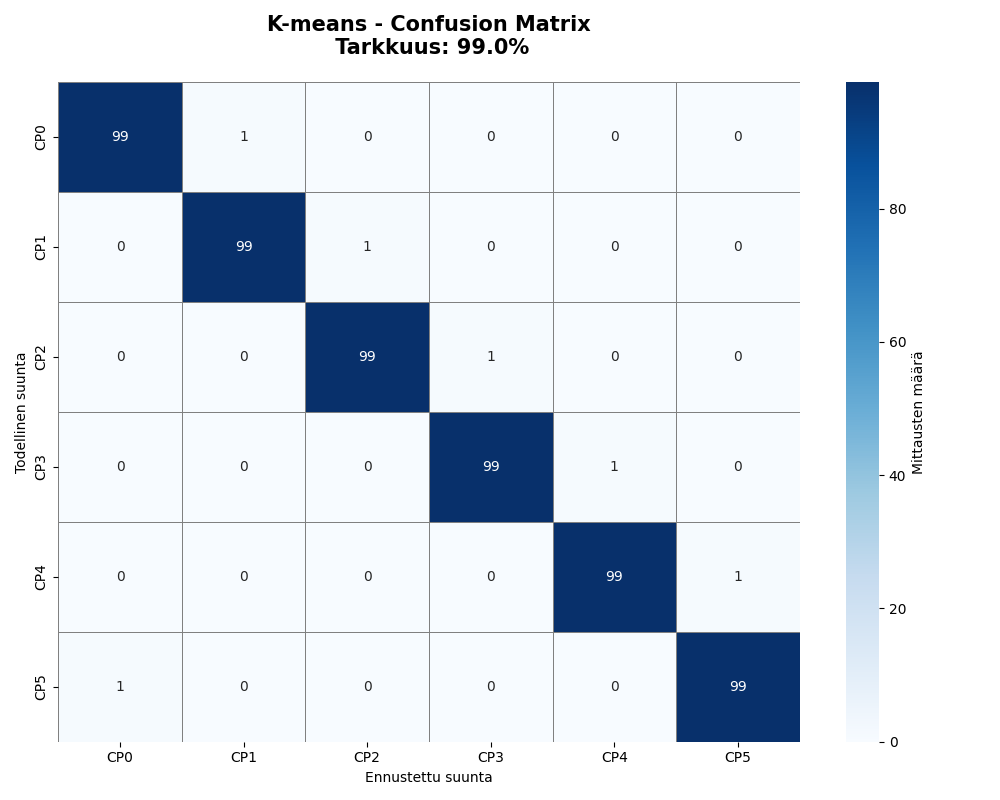 K-means - Confusion Matrix
Tarkkuus: 99.0%
CP0 99 1 0 0 0 0
CP1 0 99 1 0 0 0
CP2 0 0 99 1 0 0
CP3 0 0 0 99 1 0
CP4 0 0 0 0 99 1
CP5 1 0 0 0 0 99
CP0 CP1 CP2 CP3 CP4 CP5
Todellinen suunta
Ennustettu suunta
80
60
40
20
0
Mittausten määrä